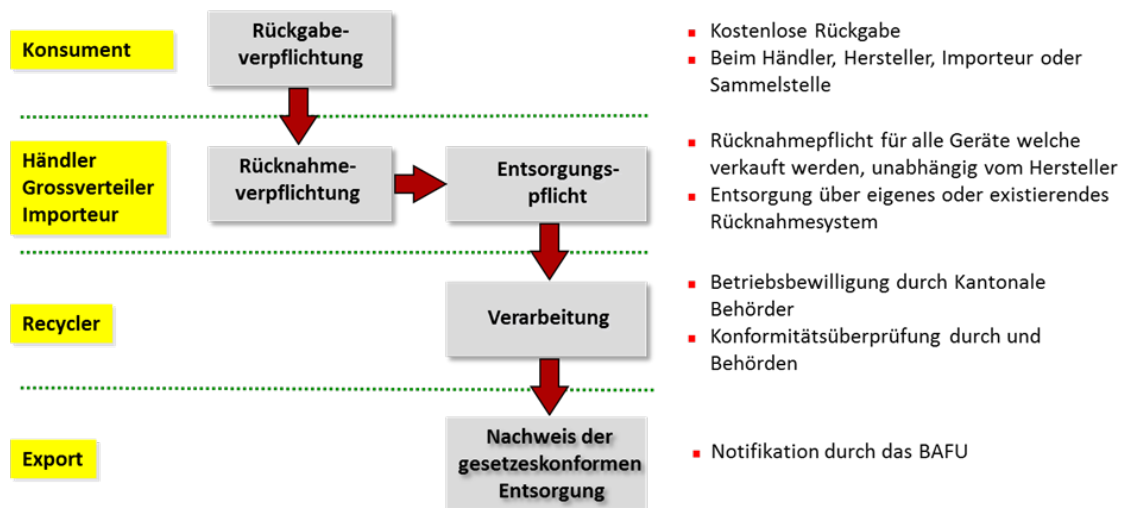 Konsument
Rückgabe-
verpflichtung
Kostenlose Rückgabe
Beim Händler, Hersteller, Importeur oder
Sammelstelle
Händler
Grossverteiler
Importeur
Rücknahme-
verpflichtung
Entsorgungs-
pflicht
Rücknahmepflicht für alle Geräte welche
verkauft werden, unabhängig vom Hersteller
Entsorgung über eigenes oder existierendes
Rücknahmesystem
Recycler
Verarbeitung
Betriebsbewilligung durch Kantonale
Behörder
Konformitätsüberprüfung durch und
Behörden
Export
Nachweis der
gesetzeskonformen
Entsorgung
Notifikation durch das BAFU